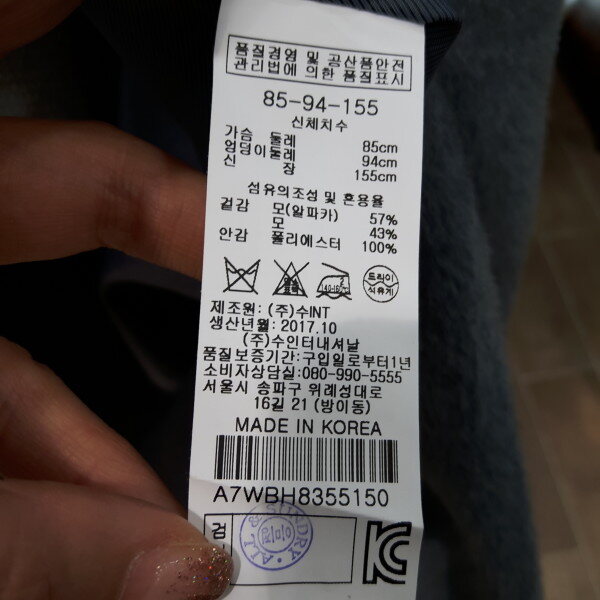 품질경영 및 공산품안전
관리법에 의한 품질표시
85-94-155
신체치수
가슴 둘레 85cm
엉덩이둘레 94cm
신 장 155cm
섬유의조성 및 혼용율
겉감 모(알파카) 57%
모 43%
안감 폴리에스터 100%
드라이
석유계
제조원: (주)수INT
생산년월: 2017.10
(주)수인터내셔날
품질보증기간:구입일로부터1년
소비자상담실:080-990-5555
서울시 송파구 위례성대로
16길 21 (방이동)
MADE IN KOREA
A7WBH8355150
검